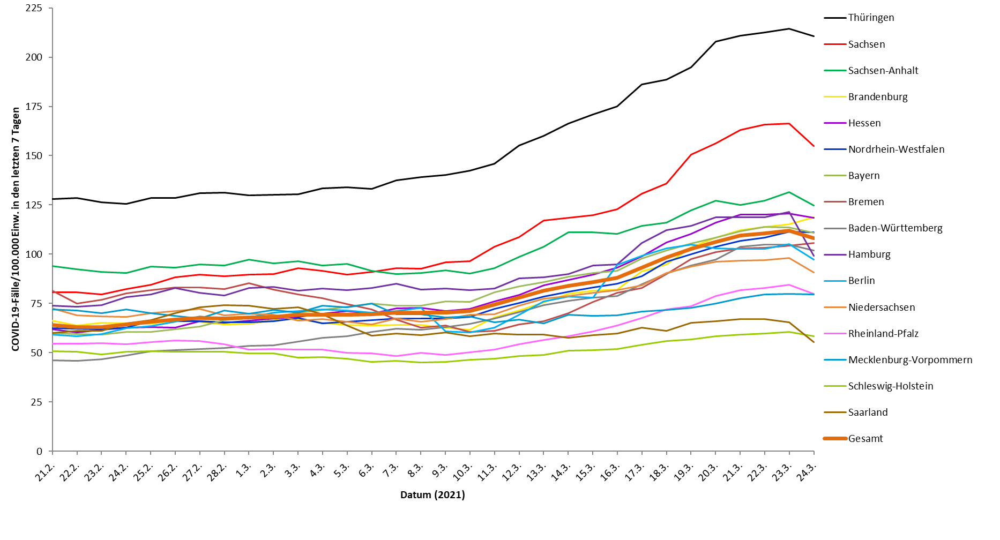 225
200
175
150
125
100
75
50
25
0
COVID-19-Fälle/100.000 Einw. in den letzten 7 Tagen
21.2.
22.2.
23.2.
24.2.
25.2.
26.2.
27.2.
28.2.
1.3.
2.3.
3.3.
4.3.
5.3.
6.3.
7.3.
8.3.
9.3.
10.3.
11.3.
12.3.
13.3.
14.3.
15.3.
16.3.
17.3.
18.3.
19.3.
20.3.
21.3.
22.3.
23.3.
24.3.
Datum (2021)
Thüringen
Sachsen
Sachsen-Anhalt
Brandenburg
Hessen
Nordrhein-Westfalen
Bayern
Bremen
Baden-Württemberg
Hamburg
Berlin
Niedersachsen
Rheinland-Pfalz
Mecklenburg-Vorpommern
Schleswig-Holstein
Saarland
Gesamt